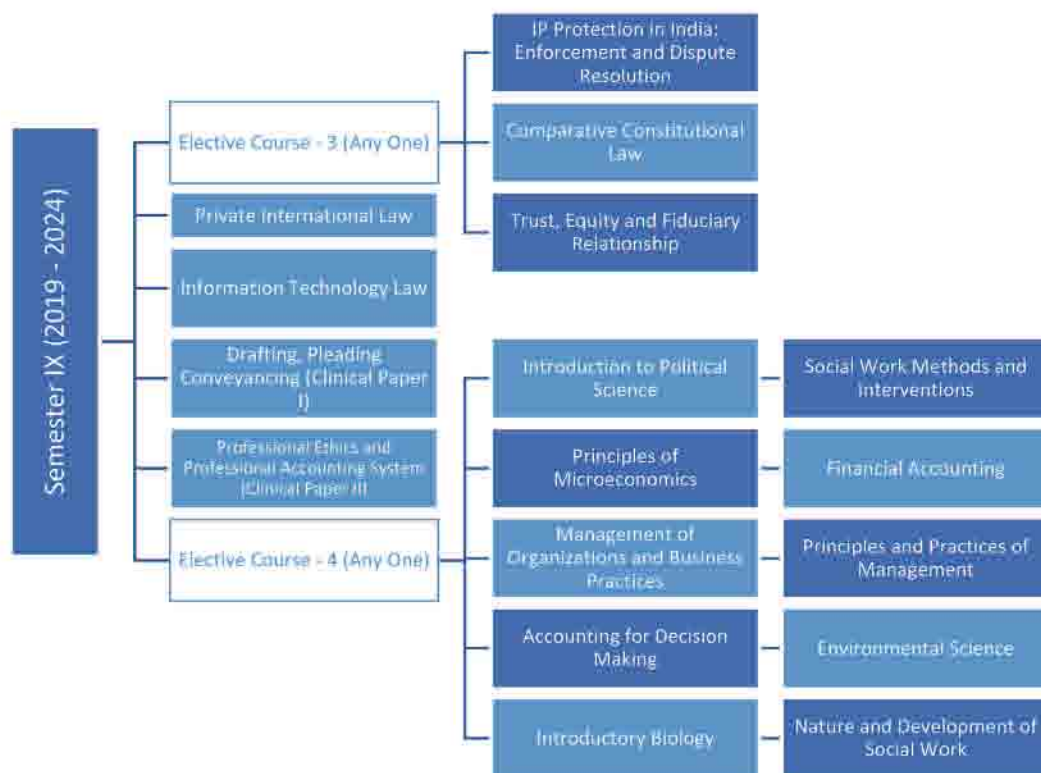 Semester IX (2019 - 2024)
Elective Course - 3 (Any One)
IP Protection in India:
Enforcement and Dispute
Resolution
Comparative Constitutional
Law
Trust, Equity and Fiduciary
Relationship
Private International Law
Information Technology Law
Drafting, Pleading
Conveyancing (Clinical Paper
I)
Professional Ethics and
Professional Accounting System
(Clinical Paper II)
Elective Course - 4 (Any One)
Introduction to Political
Science
Social Work Methods and
Interventions
Principles of
Microeconomics
Financial Accounting
Management of
Organizations and Business
Practices
Principles and Practices of
Management
Accounting for Decision
Making
Environmental Science
Introductory Biology
Nature and Development of
Social Work